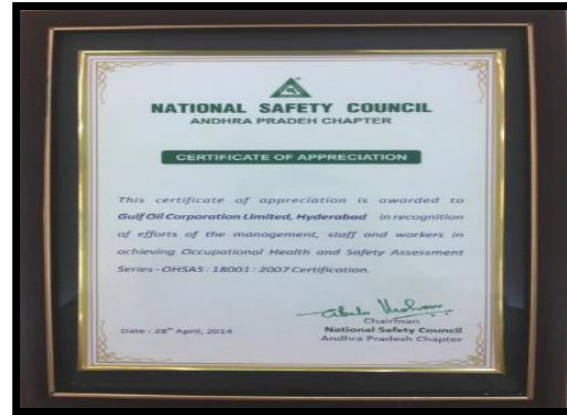 NATIONAL SAFETY COUNCIL
ANDHRA PRADEH CHAPTER
CERTIFICATE OF APPRECIATION
This certificate of appreciation is awarded to
Gulf Oil Corporation Limited, Hyderabad in recognition
of efforts of the management, staff and workers in
achieving Occupational Health and Safety Assessment
Series - OHSAS : 18001 : 2007 Certification.
Chairman
Date : 28th April, 2014 National Safety Council
Andhra Pradesh Chapter